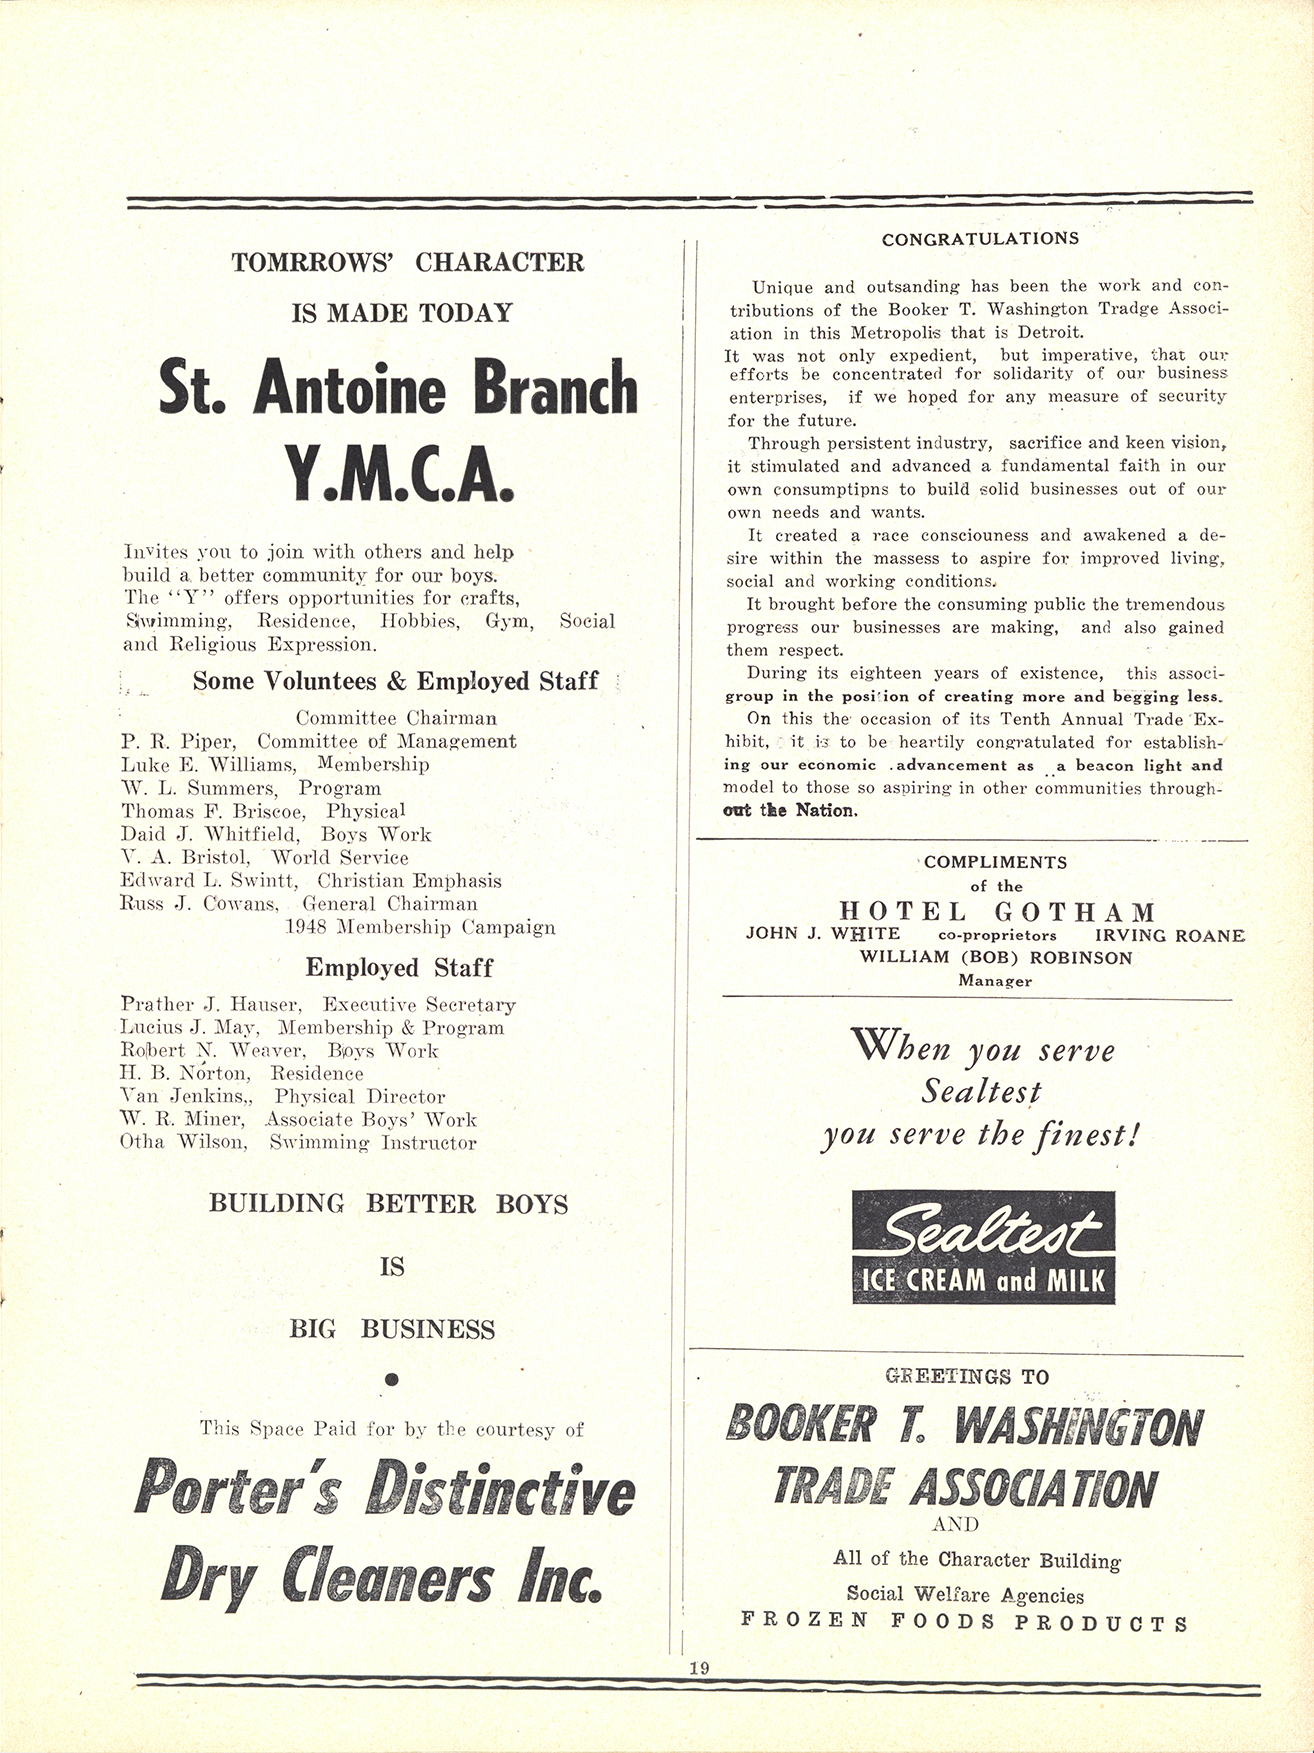 TOMRROWS' CHARACTER
IS MADE TODAY
St. Antoine Branch
Y.M.C.A.
Invites you to join with others and help
build a better community for our boys.
The "Y" offers opportunities for crafts,
Swimming, Residence, Hobbies, Gym, Social
and Religious Expression.
Some Voluntees & Employed Staff
Committee Chairman
P. R. Piper, Committee of Management
Luke E. Williams, Membership
W. L. Summers, Program
Thomas F. Briscoe, Physical
Daid J. Whitfield, Boys Work
V. A. Bristol, World Service
Edward L. Swintt, Christian Emphasis
Russ J. Cowans, General Chairman
1948 Membership Campaign
Employed Staff
Prather J. Hauser, Executive Secretary
Lucius J. May, Membership & Program
Robert N. Weaver, Boys Work
H. B. Norton, Residence
Van Jenkins,, Physical Director
W. R. Miner, Associate Boys' Work
Otha Wilson, Swimming Instructor
BUILDING BETTER BOYS
IS
BIG BUSINESS
This Space Paid for by the courtesy of
Porter's Distinctive
Dry Cleaners Inc.
CONGRATULATIONS
Unique and outsanding has been the work and con-
tributions of the Booker T. Washington Tradge Associ-
ation in this Metropolis that is Detroit.
It was not only expedient, but imperative, that our
efforts be concentrated for solidarity of our business
enterprises, if we hoped for any measure of security
for the future.
Through persistent industry, sacrifice and keen vision,
it stimulated and advanced a fundamental faith in our
own consumptipns to build solid businesses out of our
own needs and wants.
It created a race consciouness and awakened a de-
sire within the massess to aspire for improved living,
social and working conditions.
It brought before the consuming public the tremendous
progress our businesses are making, and also gained
them respect.
During its eighteen years of existence, this associ-
group in the position of creating more and begging less.
On this the occasion of its Tenth Annual Trade Ex-
hibit, it is to be heartily congratulated for establish-
ing our economic .advancement as a beacon light and
model to those so aspiring in other communities through-
out the Nation.
COMPLIMENTS
of the
HOTEL GOTHAM
JOHN J. WHITE co-proprietors IRVING ROANE
WILLIAM (BOB) ROBINSON
Manager
When you serve
Sealtest
you serve the finest!
Sealtest
ICE CREAM and MILK
GREETINGS TO
BOOKER T. WASHINGTON
TRADE ASSOCIATION
AND
All of the Character Building
Social Welfare Agencies
FROZEN FOODS PRODUCTS
19